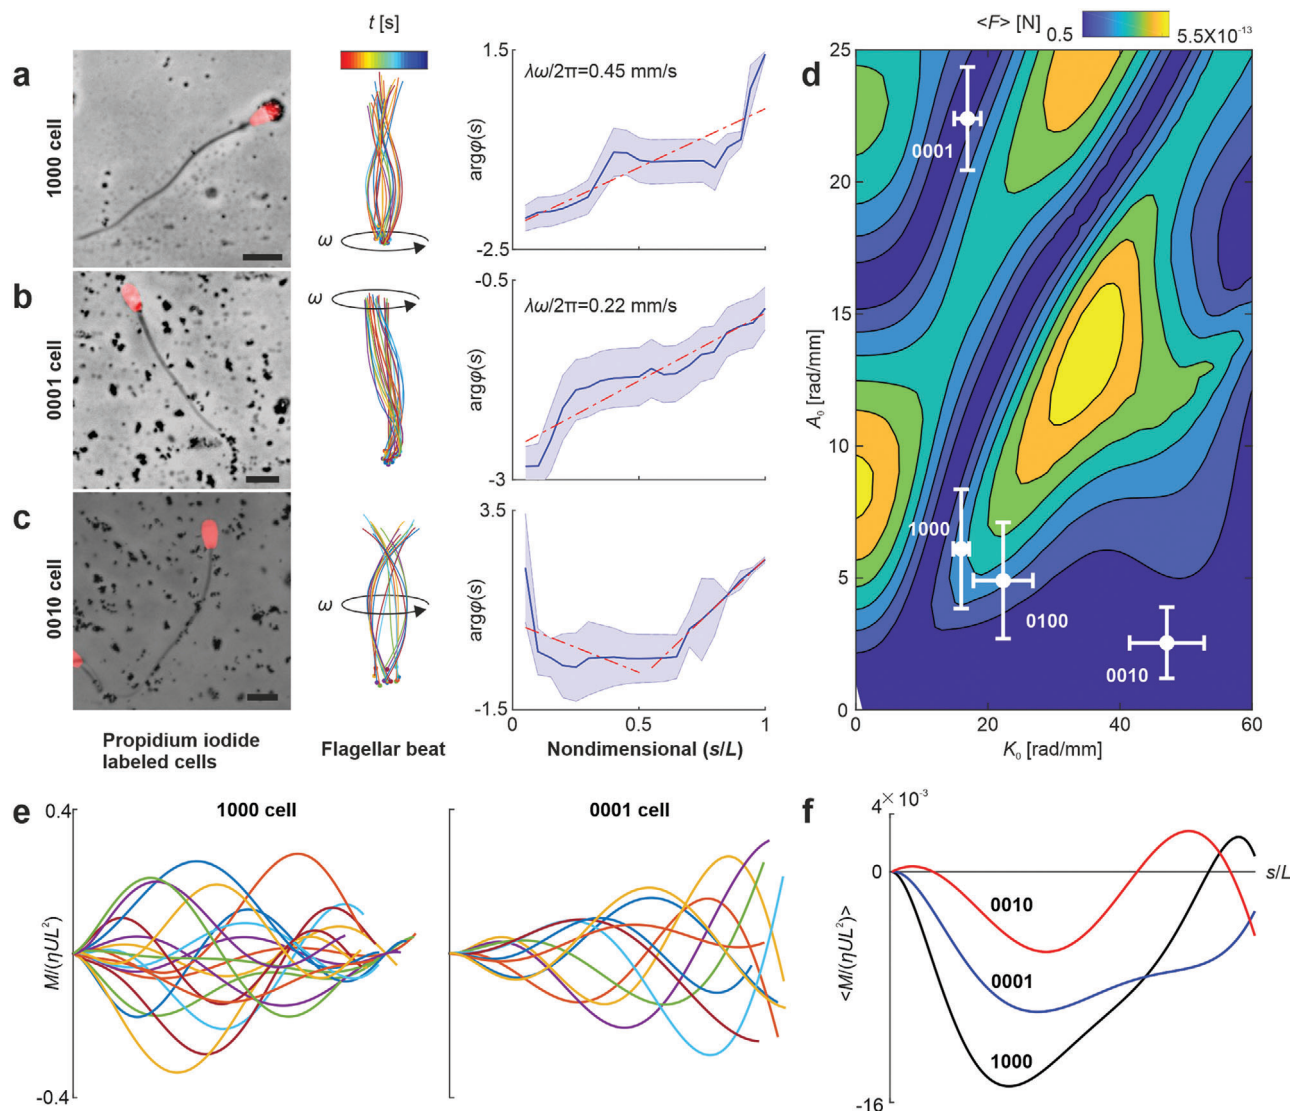 t [s]
<F> [N]
0.5
5.5X10⁻¹³
a
1000 cell
ω
1.5
λω/2π=0.45 mm/s
argφ(s)
-2.5
b
0001 cell
ω
-0.5
λω/2π=0.22 mm/s
argφ(s)
-3
c
0010 cell
ω
3.5
argφ(s)
-1.5
0
0.5
1
Propidium iodide
labeled cells
Flagellar beat
Nondimensional (s/L)
d
25
20
15
10
5
0
A₀ [rad/mm]
0001
1000
0100
0010
20
40
60
K₀ [rad/mm]
e
0.4
1000 cell
0001 cell
M/(ηUL²)
-0.4
f
4 × 10⁻³
0
s/L
<M/(ηUL²)>
0010
0001
1000
-16